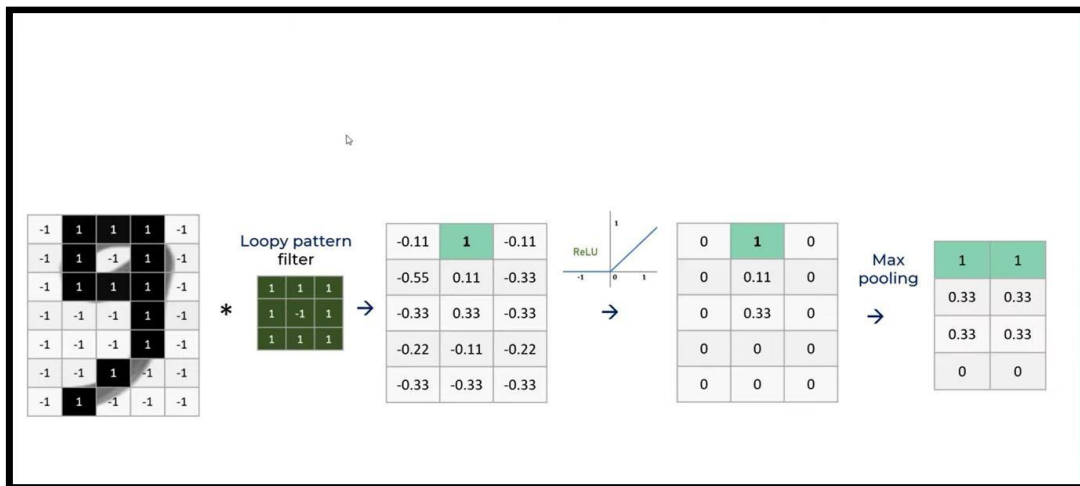 -1 1 1 1 -1
-1 1 -1 1 -1
-1 1 1 1 -1
-1 -1 -1 1 -1
-1 -1 -1 1 -1
-1 -1 1 -1 -1
-1 1 -1 -1 -1
*
Loopy pattern
filter
1 1 1
1 -1 1
1 1 1
→
-0.11 1 -0.11
-0.55 0.11 -0.33
-0.33 0.33 -0.33
-0.22 -0.11 -0.22
-0.33 -0.33 -0.33
1
ReLU
-1 0 1
→
0 1 0
0 0.11 0
0 0.33 0
0 0 0
0 0 0
Max
pooling
→
1 1
0.33 0.33
0.33 0.33
0 0